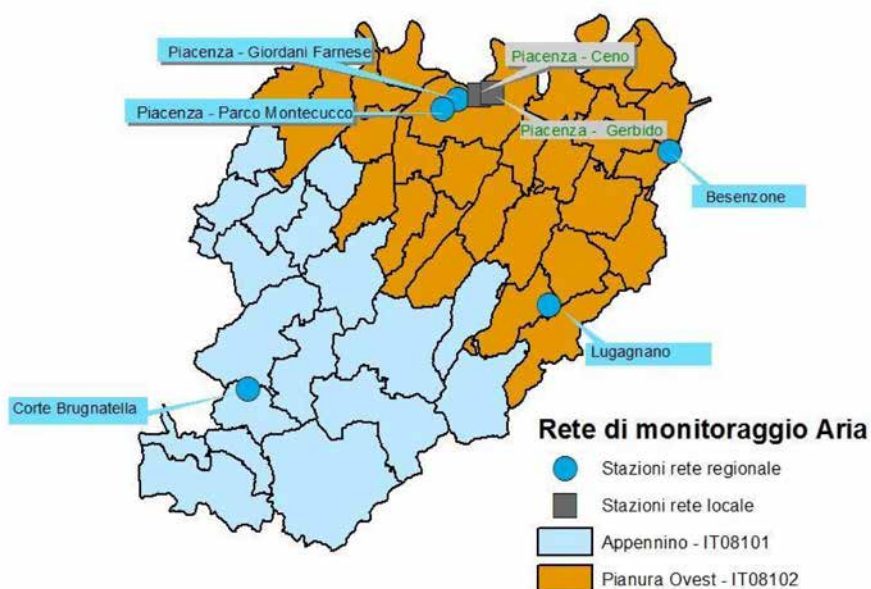 Piacenza - Giordani Farnese
Piacenza - Ceno
Piacenza - Parco Montecucco
Piacenza - Gerbido
Besenzone
Lugagnano
Corte Brugnatella
Rete di monitoraggio Aria
Stazioni rete regionale
Stazioni rete locale
Appennino - IT08101
Pianura Ovest - IT08102